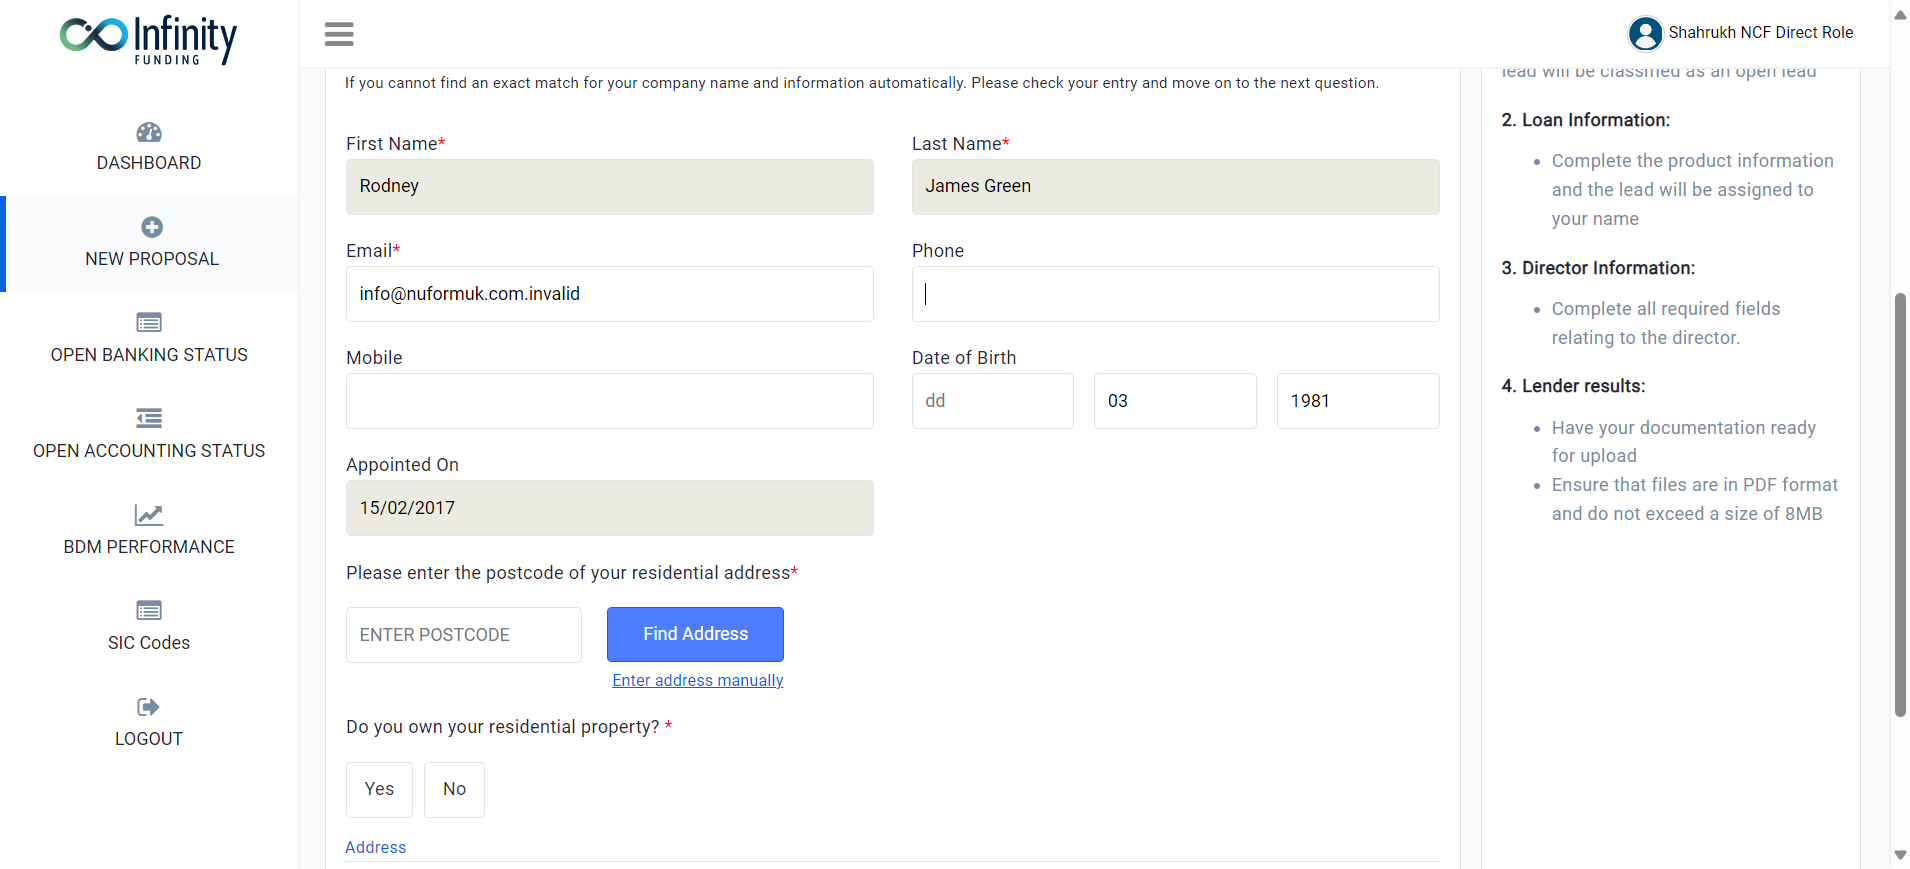 Infinity
FUNDING
Shahrukh NCF Direct Role
DASHBOARD
NEW PROPOSAL
OPEN BANKING STATUS
OPEN ACCOUNTING STATUS
BDM PERFORMANCE
SIC Codes
LOGOUT
If you cannot find an exact match for your company name and information automatically. Please check your entry and move on to the next question.
First Name*
Last Name*
Rodney
James Green
Email*
Phone
info@nuformuk.com.invalid
Mobile
Date of Birth
dd
03
1981
Appointed On
15/02/2017
Please enter the postcode of your residential address*
ENTER POSTCODE
Find Address
Enter address manually
Do you own your residential property? *
Yes
No
Address
lead will be classified as an open lead
2. Loan Information:
Complete the product information
and the lead will be assigned to
your name
3. Director Information:
Complete all required fields
relating to the director.
4. Lender results:
Have your documentation ready
for upload
Ensure that files are in PDF format
and do not exceed a size of 8MB